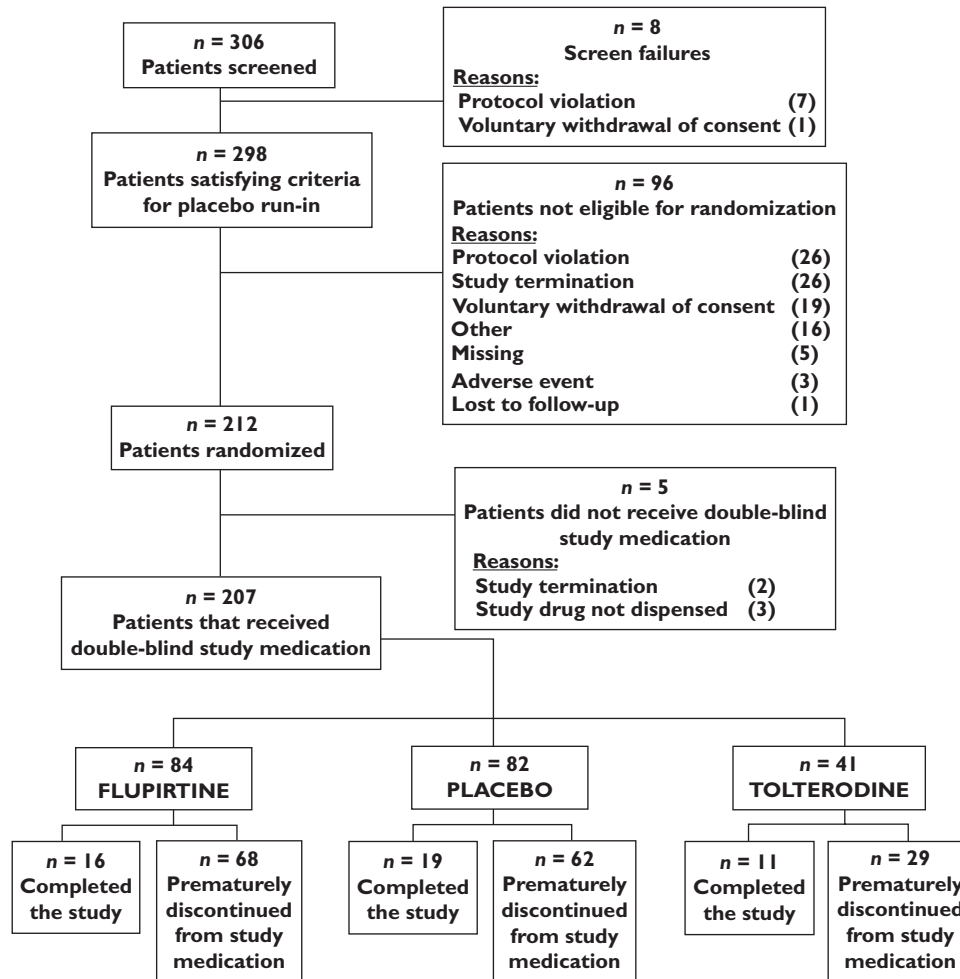 n = 306
Patients screened
n = 8
Screen failures
Reasons:
Protocol violation (7)
Voluntary withdrawal of consent (1)
n = 298
Patients satisfying criteria
for placebo run-in
n = 96
Patients not eligible for randomization
Reasons:
Protocol violation (26)
Study termination (26)
Voluntary withdrawal of consent (19)
Other (16)
Missing (5)
Adverse event (3)
Lost to follow-up (1)
n = 212
Patients randomized
n = 5
Patients did not receive double-blind
study medication
Reasons:
Study termination (2)
Study drug not dispensed (3)
n = 207
Patients that received
double-blind study medication
n = 84
FLUPIRTINE
n = 82
PLACEBO
n = 41
TOLTERODINE
n = 16
Completed
the study
n = 68
Prematurely
discontinued
from study
medication
n = 19
Completed
the study
n = 62
Prematurely
discontinued
from study
medication
n = 11
Completed
the study
n = 29
Prematurely
discontinued
from study
medication